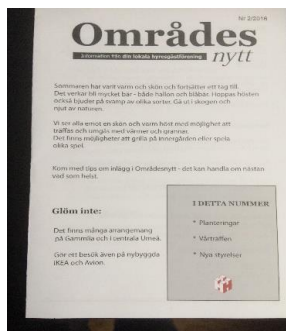 Nr 2/2016
Områdes
nytt
Information från din lokala hyresgästförening
Sommaren har varit varm och skön och fortsätter ett tag till.
Det verkar bli mycket bär - både hallon och blåbär. Hoppas hösten
också bjuder på svamp av olika sorter. Gå ut i skogen och
njut av naturen.
Vi ser alla emot en skön och varm höst med möjlighet att
träffas och umgås med vänner och grannar.
Det finns möjligheter att grilla på innergården eller spela
olika spel.
Kom med tips om inlägg i Områdesnytt - det kan handla om nästan
vad som helst.
Glöm inte:
Det finns många arrangemang
på Gammlia och i centrala Umeå.
Gör ett besök även på nybyggda
IKEA och Avion.
I DETTA NUMMER
* Planteringar
* Vårträffen
* Nya styrelsen